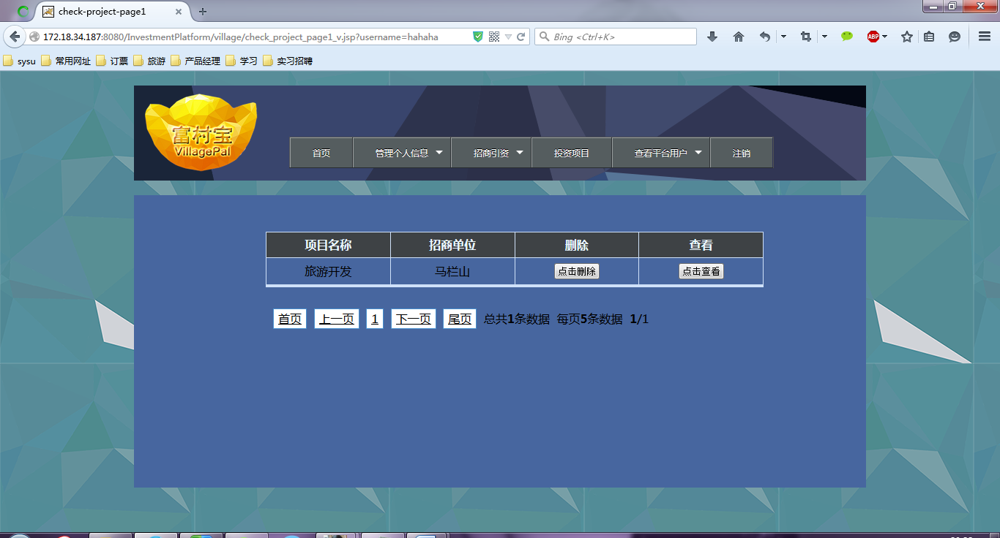 check-project-page1
172.18.34.187:8080/InvestmentPlatform/village/check_project_page1_v.jsp?username=hahaha Bing <Ctrl+K> ABP
sysu 常用网址 订票 旅游 产品经理 学习 实习招聘
富村宝
VillagePal
首页 管理个人信息 招商引资 投资项目 查看平台用户 注销
项目名称 招商单位 删除 查看
旅游开发 马栏山 点击删除 点击查看
首页 上一页 1 下一页 尾页 总共1条数据 每页5条数据 1/1